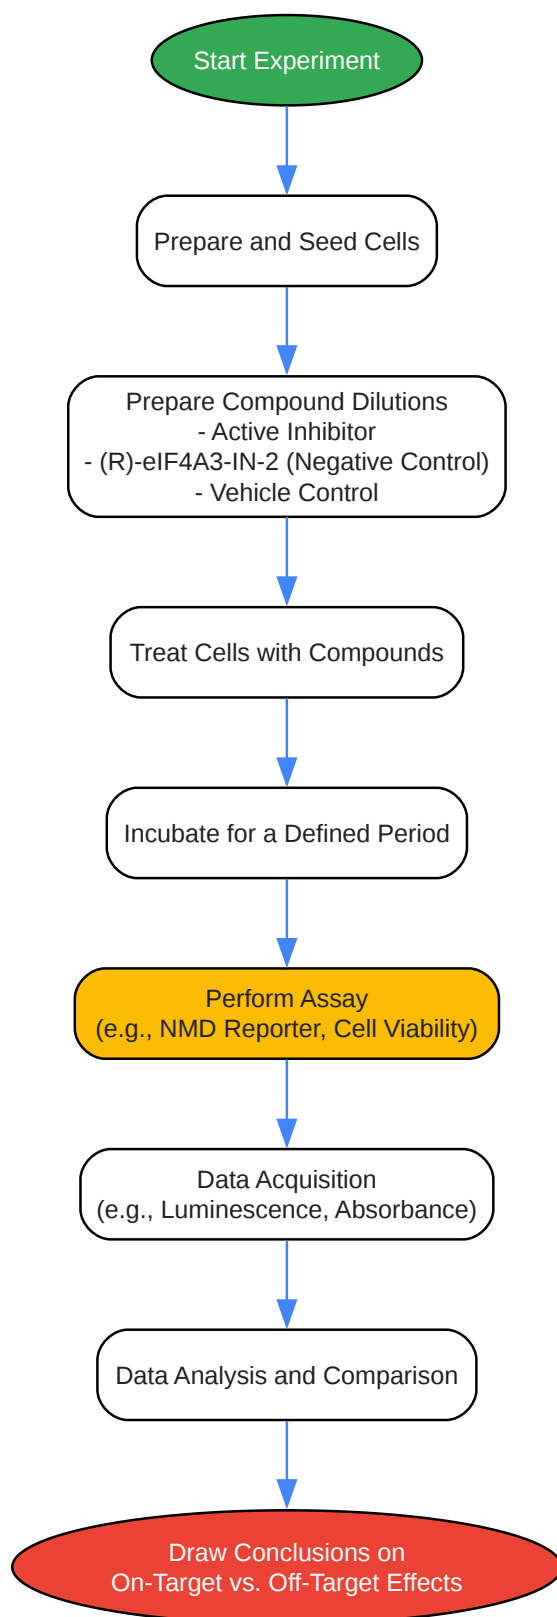 Start Experiment
Prepare and Seed Cells
Prepare Compound Dilutions
- Active Inhibitor
- (R)-eIF4A3-IN-2 (Negative Control)
- Vehicle Control
Treat Cells with Compounds
Incubate for a Defined Period
Perform Assay
(e.g., NMD Reporter, Cell Viability)
Data Acquisition
(e.g., Luminescence, Absorbance)
Data Analysis and Comparison
Draw Conclusions on
On-Target vs. Off-Target Effects